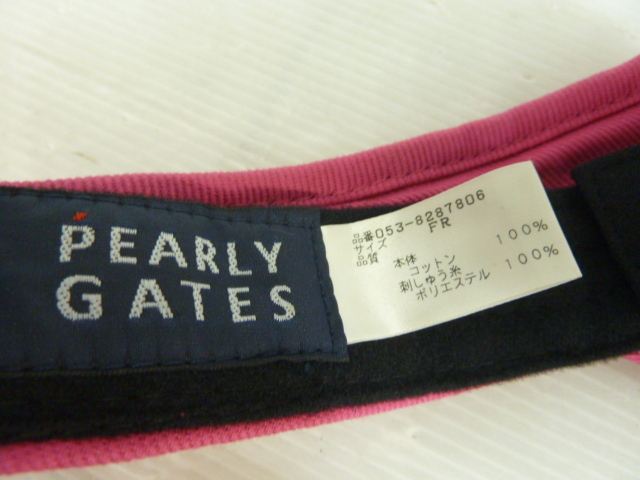 PEARLY
GATES
品番053-8287806
サイズ FR
品質 本体
コットン 100%
刺しゅう糸
ポリエステル 100%